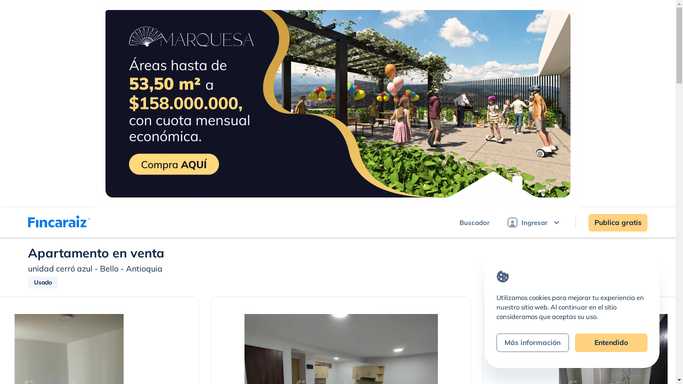 MARQUESA
Áreas hasta de
53,50 m² a
$158.000.000,
con cuota mensual
económica.
Compra AQUÍ
Fincaraiz
Buscador
Ingresar
Publica gratis
Apartamento en venta
unidad cerró azul - Bello - Antioquia
Usado
Utilizamos cookies para mejorar tu experiencia en
nuestro sitio web. Al continuar en el sitio
consideramos que aceptas su uso.
Más información
Entendido